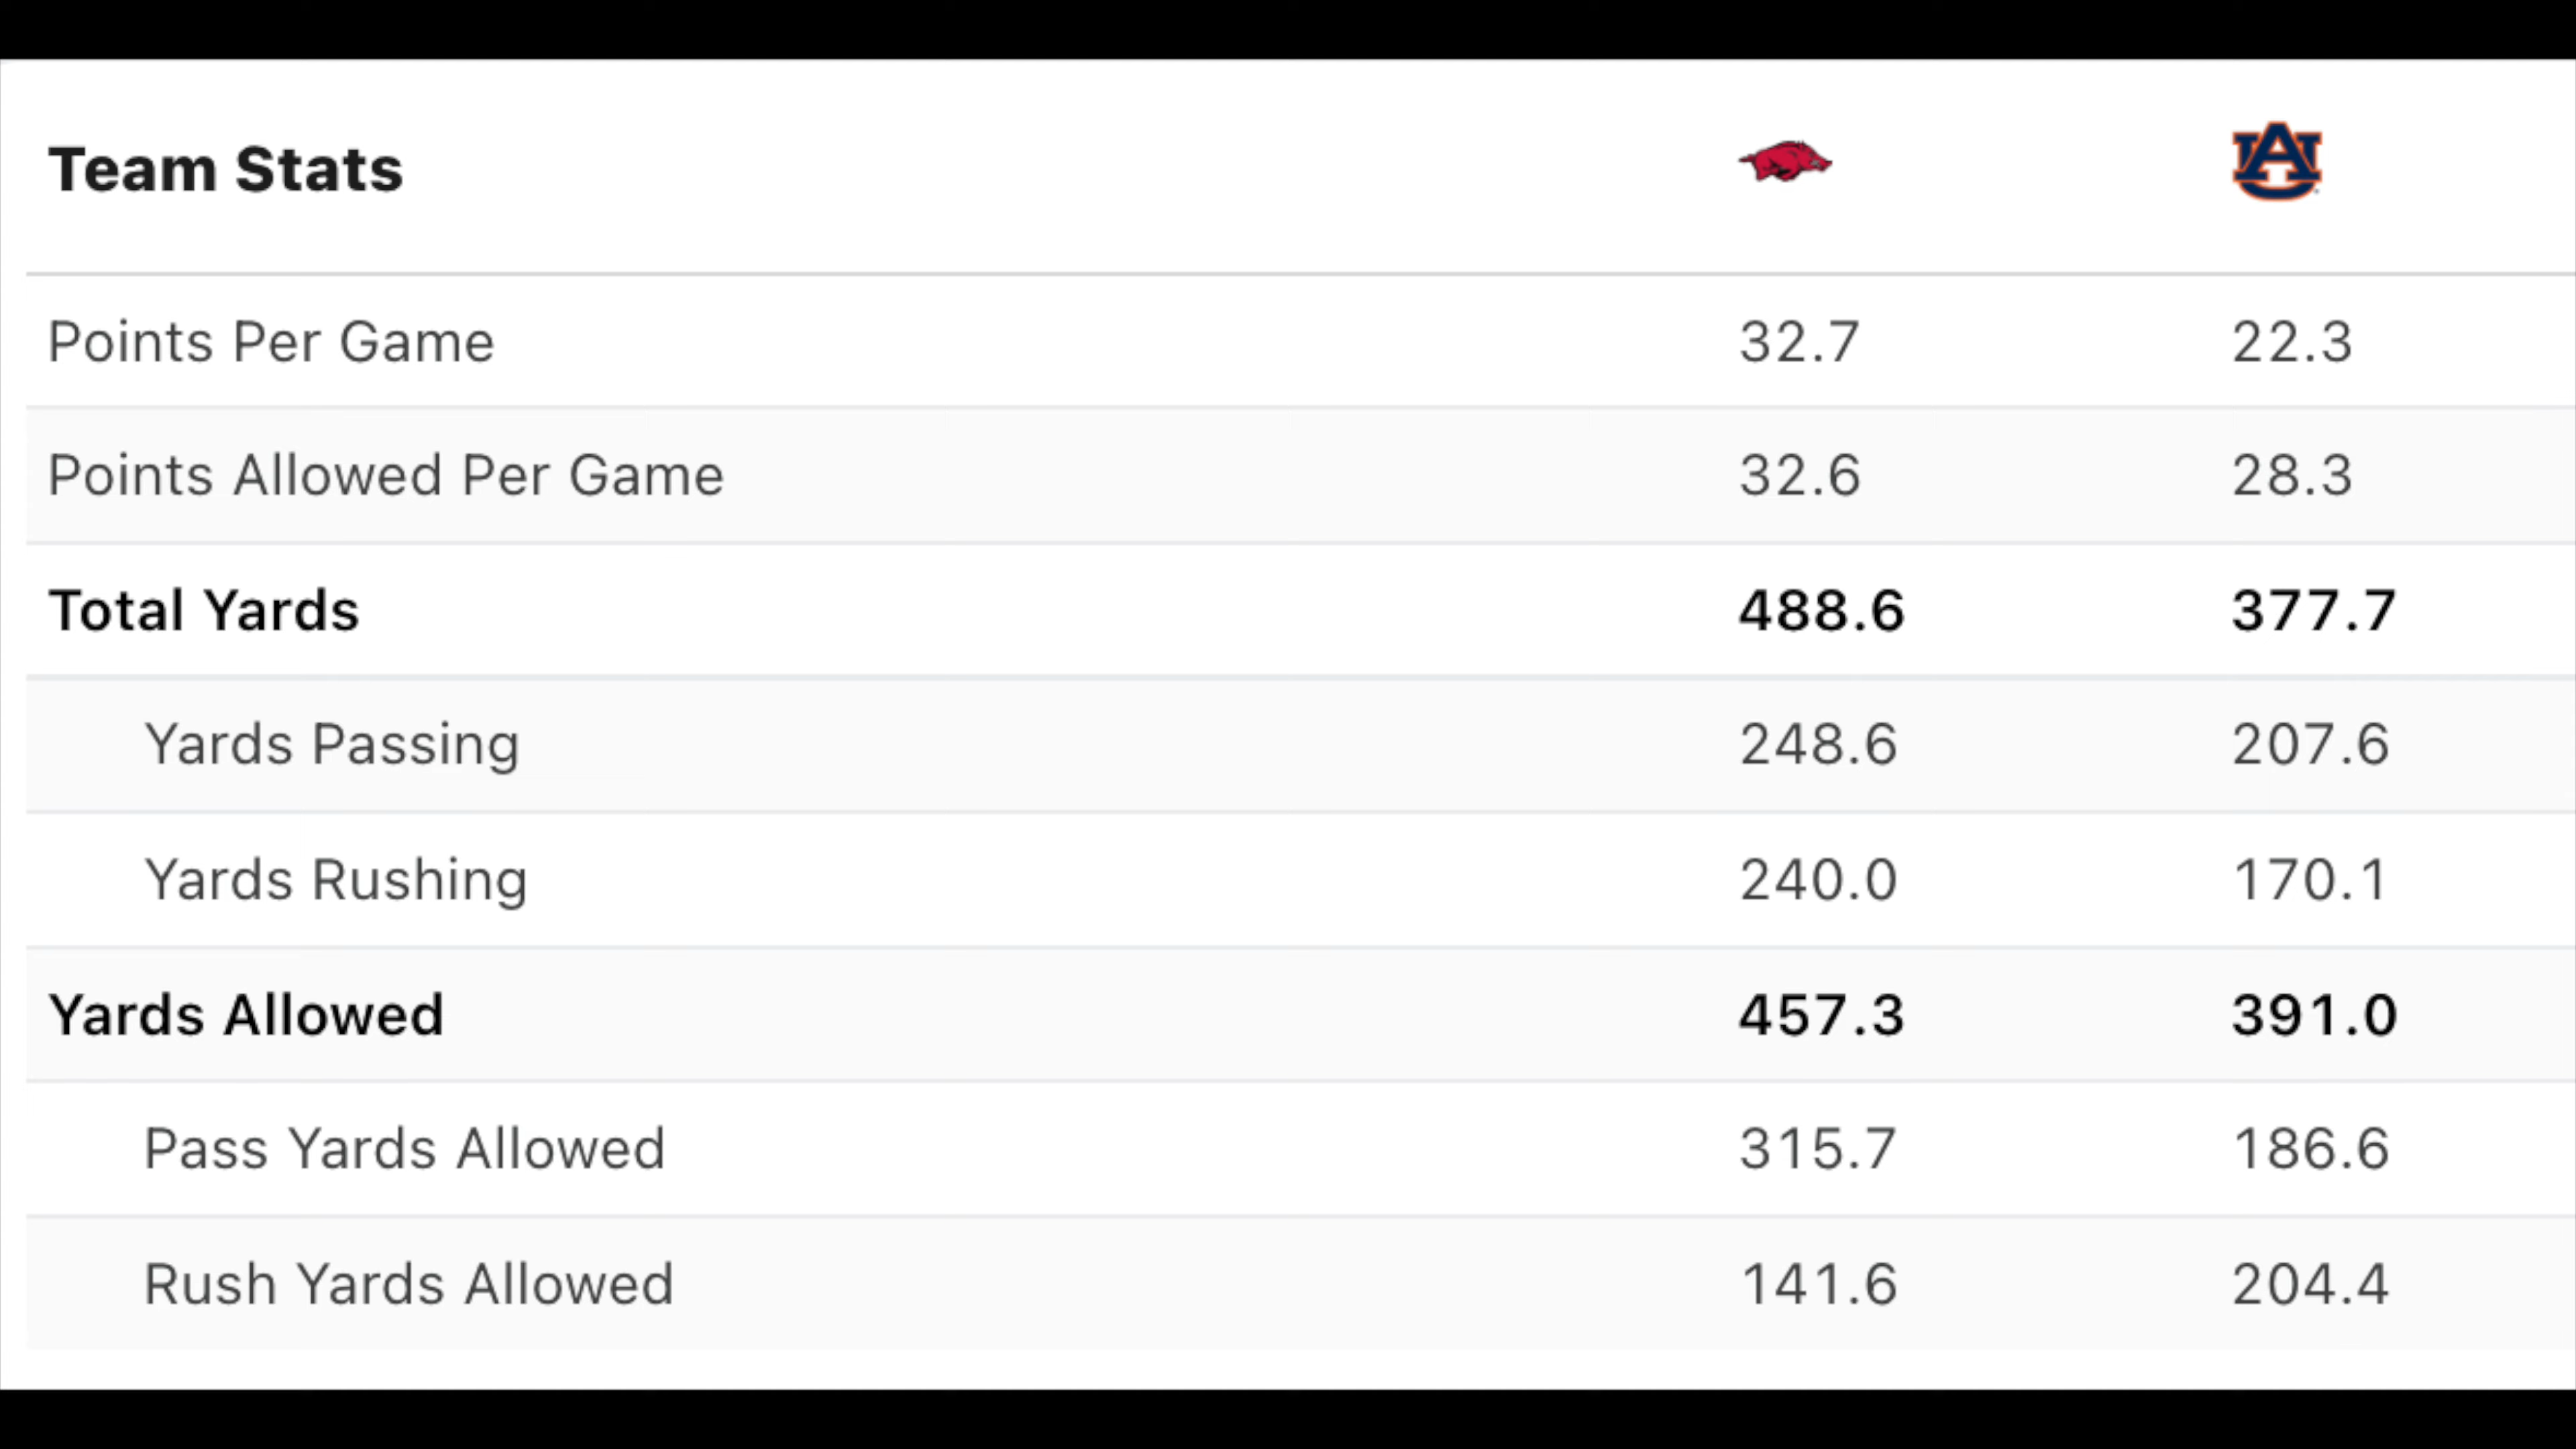 Team Stats AU
Points Per Game 32.7 22.3
Points Allowed Per Game 32.6 28.3
Total Yards 488.6 377.7
Yards Passing 248.6 207.6
Yards Rushing 240.0 170.1
Yards Allowed 457.3 391.0
Pass Yards Allowed 315.7 186.6
Rush Yards Allowed 141.6 204.4